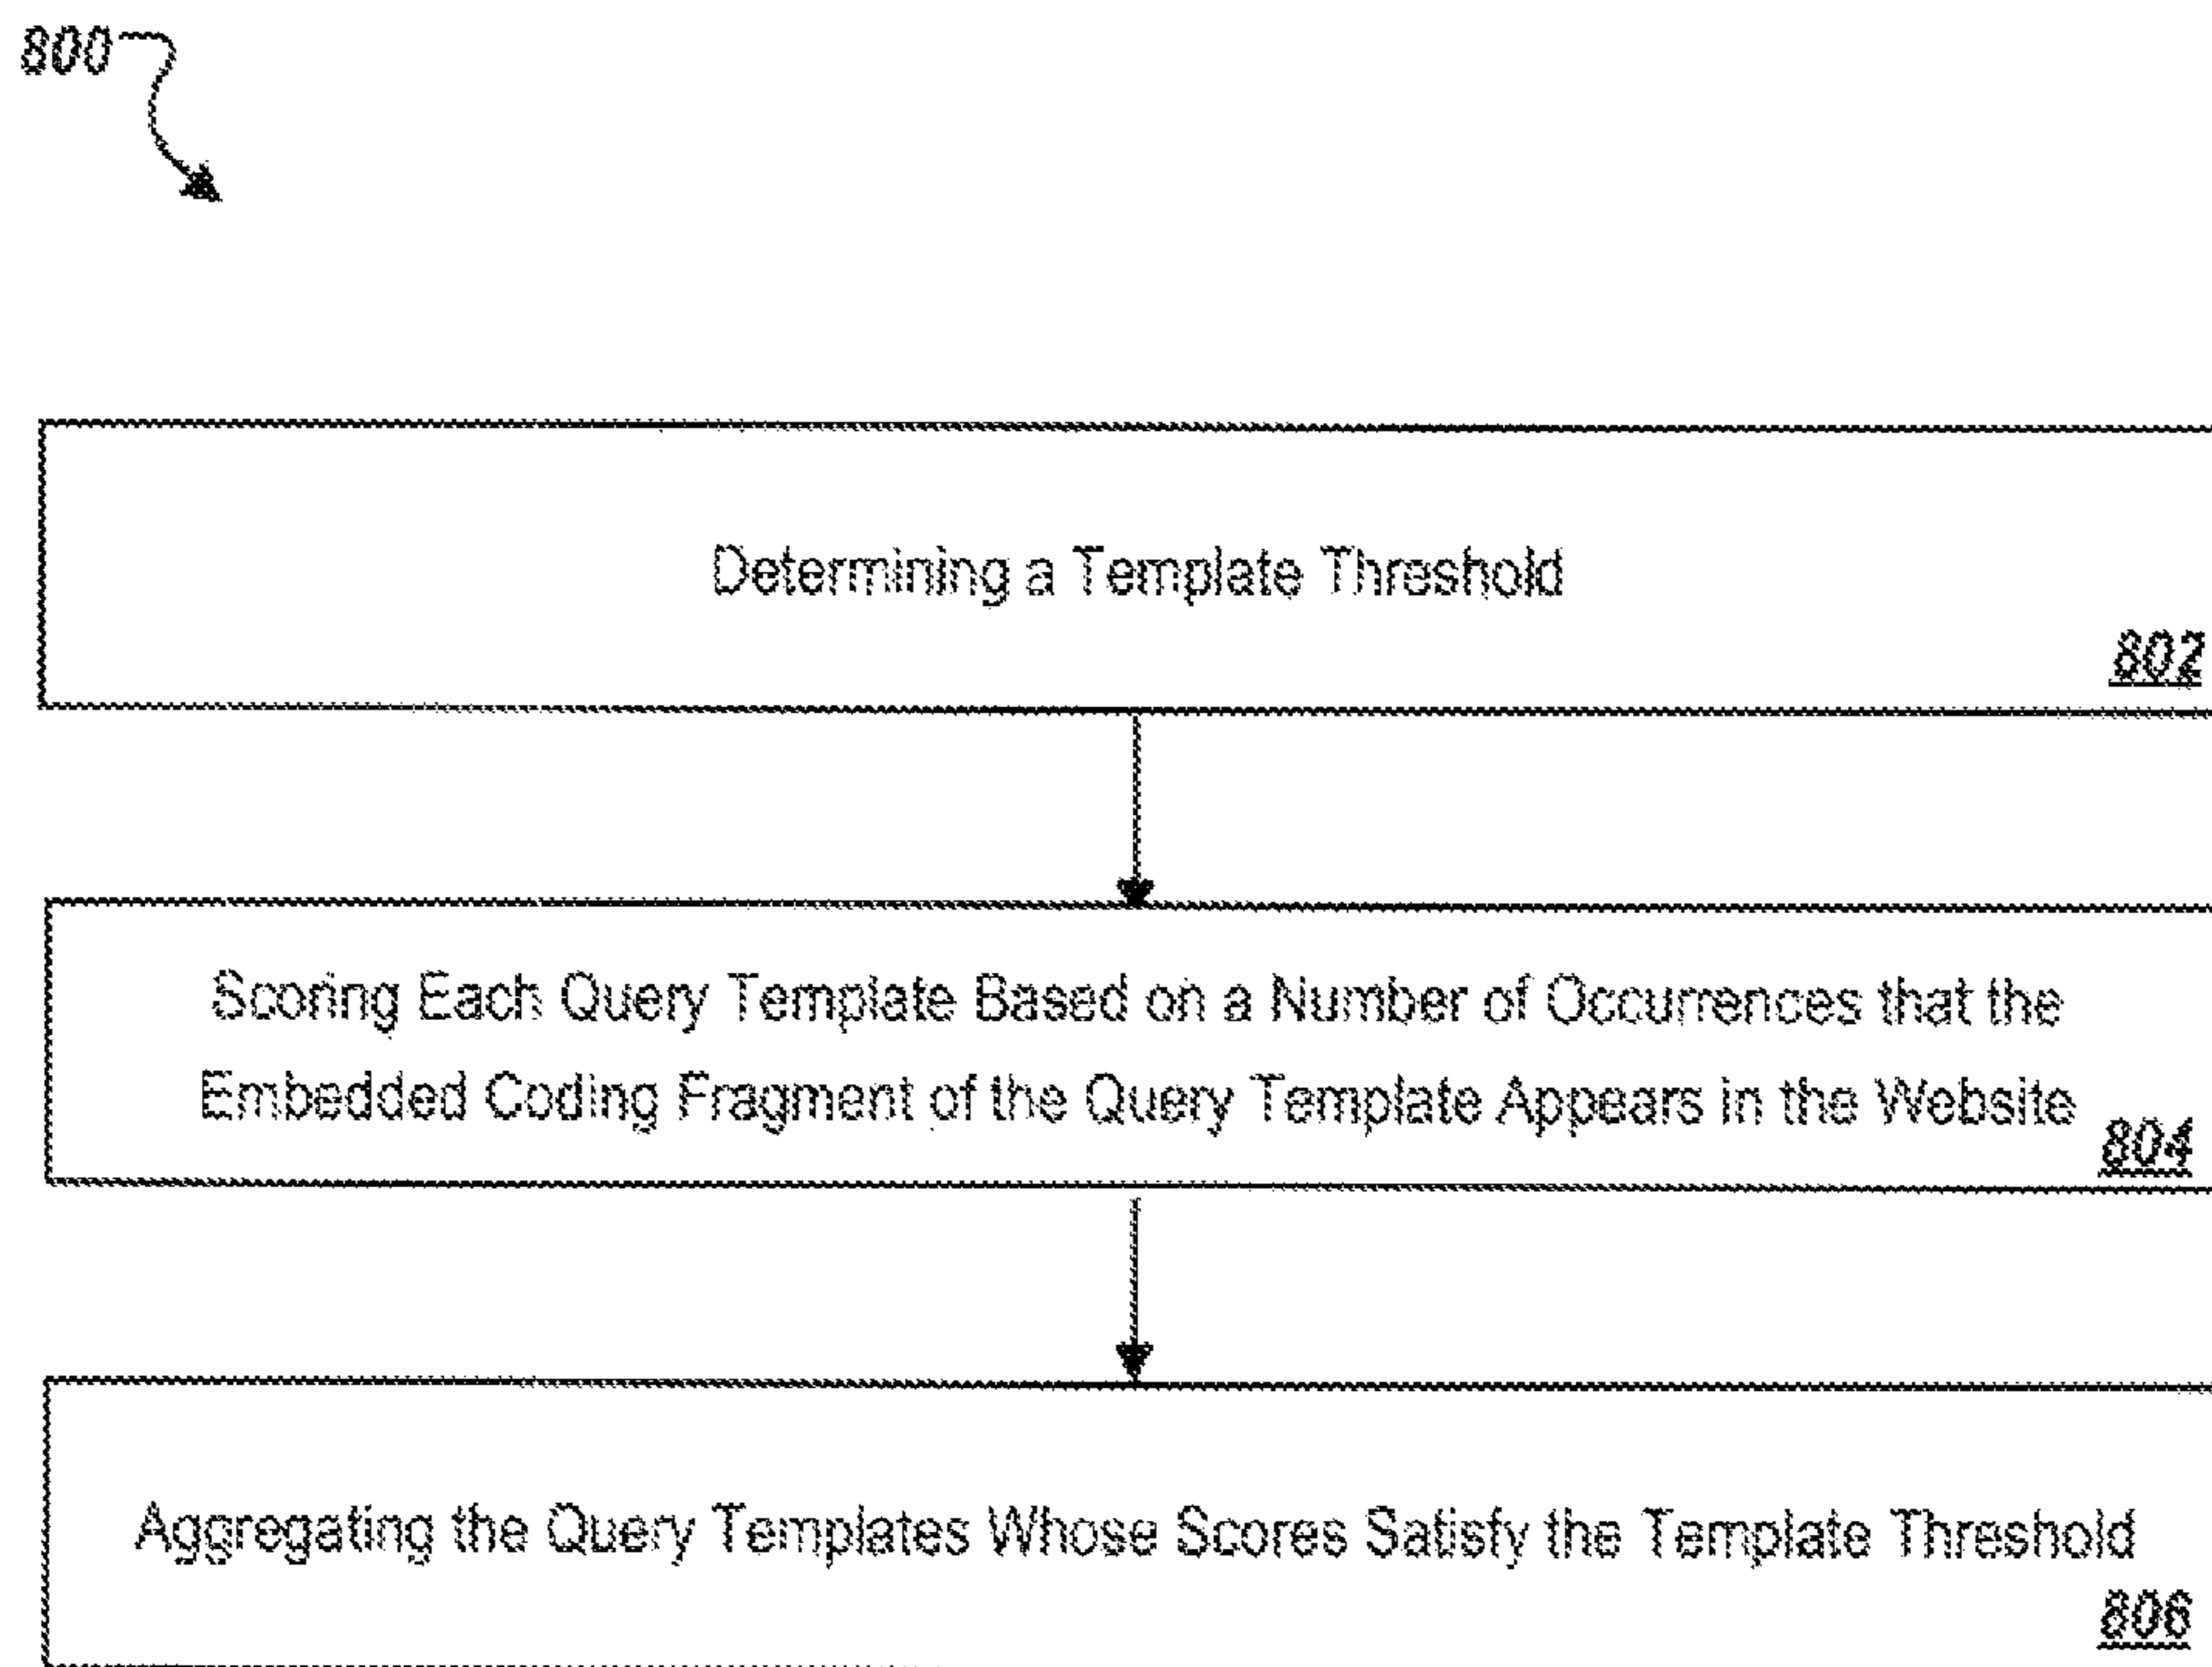 800
Determining a Template Threshold
802
Scoring Each Query Template Based on a Number of Occurrences that the
Embedded Coding Fragment of the Query Template Appears in the Website
804
Aggregating the Query Templates Whose Scores Satisfy the Template Threshold
806